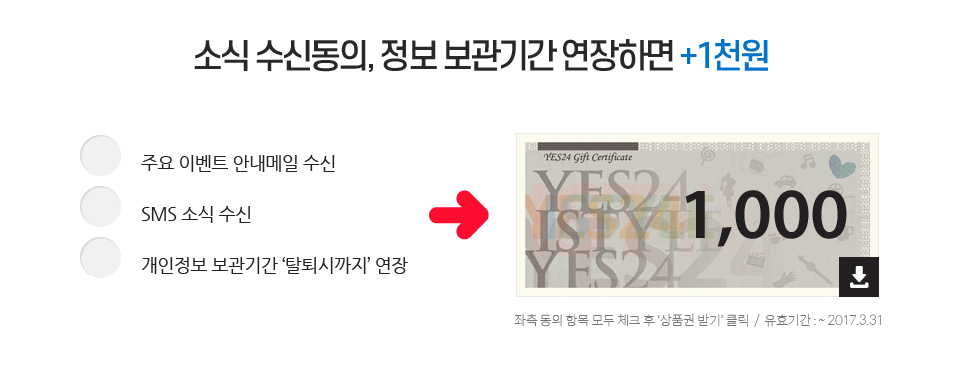 소식 수신동의, 정보 보관기간 연장하면 +1천원
주요 이벤트 안내메일 수신
SMS 소식 수신
개인정보 보관기간 ‘탈퇴시까지’ 연장
YES24 Gift Certificate
YES24
ISTYLE
YES24
1,000
좌측 동의 항목 모두 체크 후 ‘상품권 받기’ 클릭 / 유효기간 : ~ 2017.3.31